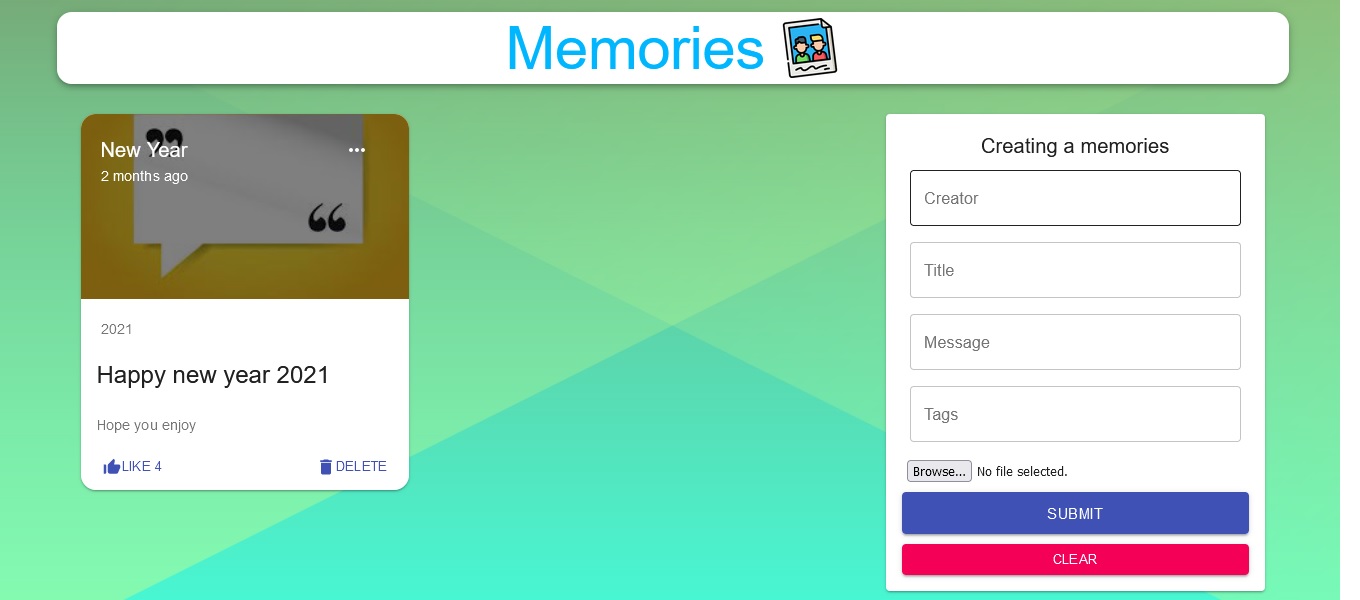 Memories
New Year
2 months ago
2021
Happy new year 2021
Hope you enjoy
LIKE 4
DELETE
Creating a memories
Creator
Title
Message
Tags
Browse... No file selected.
SUBMIT
CLEAR